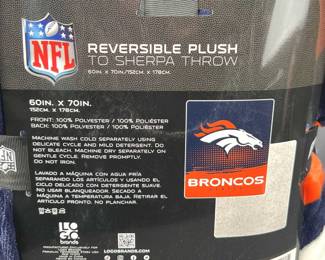 NFL
REVERSIBLE PLUSH
TO SHERPA THROW
60IN. X 70IN./152CM. X 178CM.
60IN. X 70IN.
152CM. X 178CM.
FRONT: 100% POLYESTER / 100% POLIÉSTER
BACK: 100% POLYESTER / 100% POLIÉSTER
MACHINE WASH COLD SEPARATELY USING
DELICATE CYCLE AND MILD DETERGENT. DO
NOT BLEACH. MACHINE DRY SEPARATELY ON
GENTLE CYCLE. REMOVE PROMPTLY.
DO NOT IRON.
LAVADO A MÁQUINA CON AGUA FRÍA
SEPARANDO LOS ARTÍCULOS Y USANDO EL
CICLO DELICADO CON DETERGENTE SUAVE.
NO USAR BLANQUEADOR. SECADO A
MÁQUINA A TEMPERATURA BAJA. RETIRAR EL
ARTÍCULO PRONTO. NO PLANCHAR.
BRONCOS
LOGO
brands
LOGOBRANDS.COM